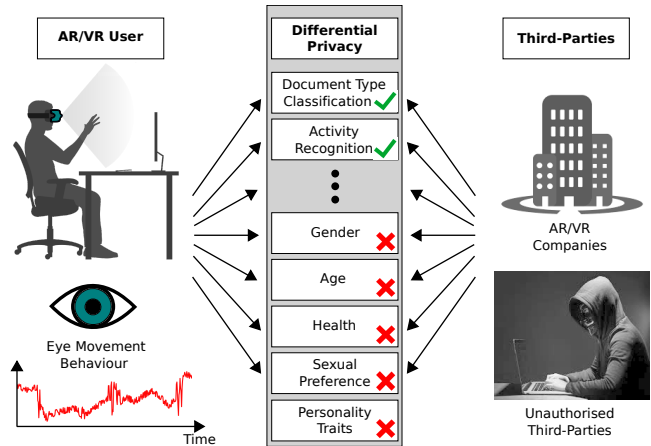 AR/VR User
Eye Movement
Behaviour
Time
Differential
Privacy
Document Type
Classification
Activity
Recognition
Gender
Age
Health
Sexual
Preference
Personality
Traits
Third-Parties
AR/VR
Companies
Unauthorised
Third-Parties